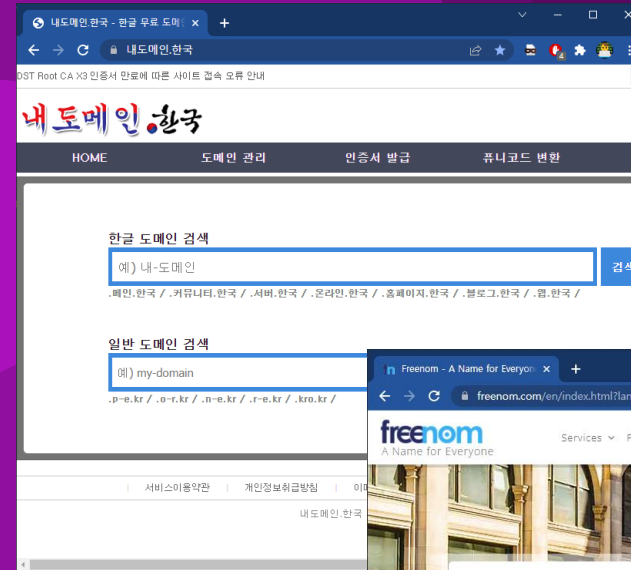 내도메인.한국 - 한글 무료 도메
내도메인.한국
DST Root CA X3 인증서 만료에 따른 사이트 접속 오류 안내
내도메인.한국
HOME 도메인 관리 인증서 발급 퓨니코드 변환
한글 도메인 검색
예) 내-도메인
검색
.메인.한국 / .커뮤니티.한국 / .서버.한국 / .온라인.한국 / .홈페이지.한국 / .블로그.한국 / .웹.한국 /
일반 도메인 검색
예) my-domain
.p-e.kr / .o-r.kr / .n-e.kr / .r-e.kr / .kro.kr /
서비스이용약관 | 개인정보취급방침 |
내도메인.한국
Freenom - A Name for Everyon
freenom.com/en/index.html?lan
freenom
A Name for Everyone
Services